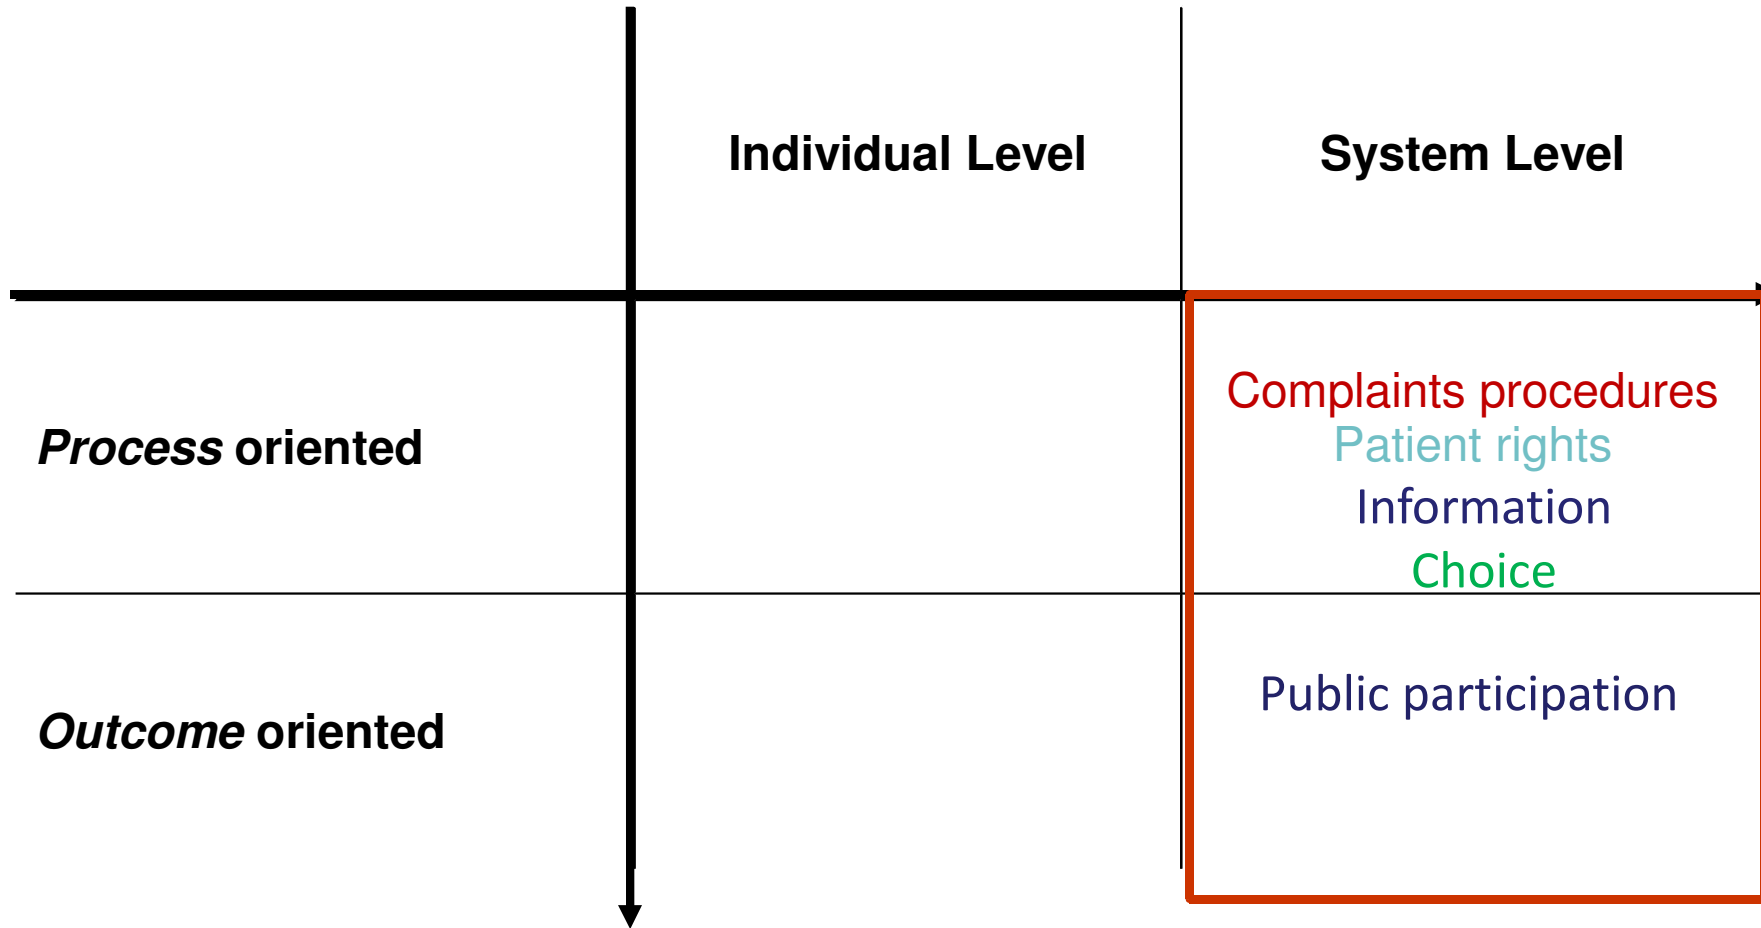 Individual Level
System Level
Process oriented
Complaints procedures
Patient rights
Information
Choice
Outcome oriented
Public participation